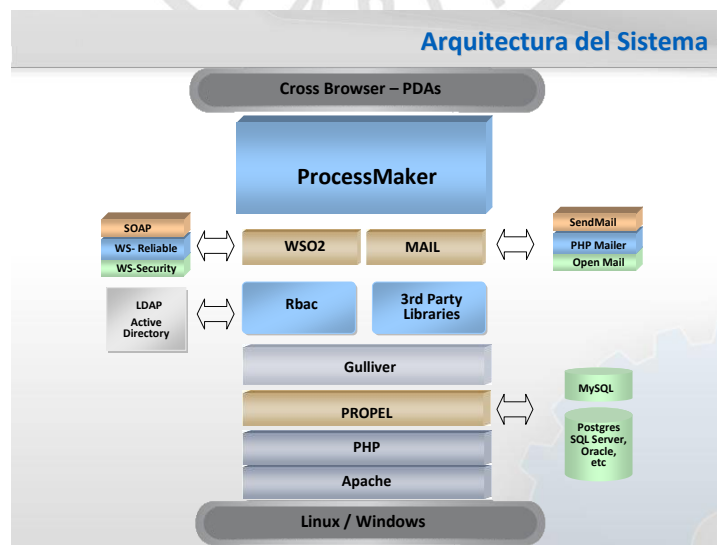 Arquitectura del Sistema
Cross Browser – PDAs
ProcessMaker
SOAP
WS- Reliable
WS-Security
WSO2
MAIL
SendMail
PHP Mailer
Open Mail
LDAP
Active
Directory
Rbac
3rd Party
Libraries
Gulliver
PROPEL
PHP
Apache
MySQL
Postgres
SQL Server,
Oracle,
etc
Linux / Windows